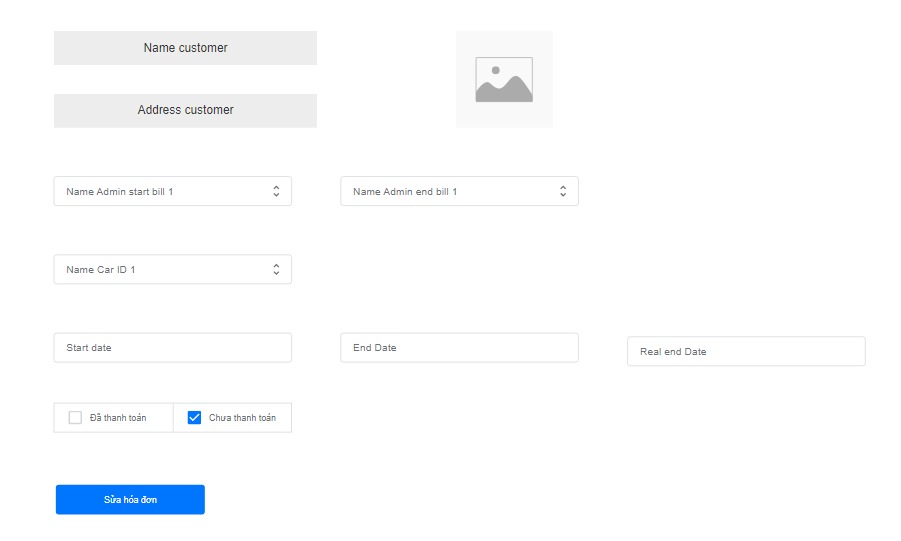 Name customer
Address customer
Name Admin start bill 1
Name Admin end bill 1
Name Car ID 1
Start date
End Date
Real end Date
Đã thanh toán
Chưa thanh toán
Sửa hóa đơn